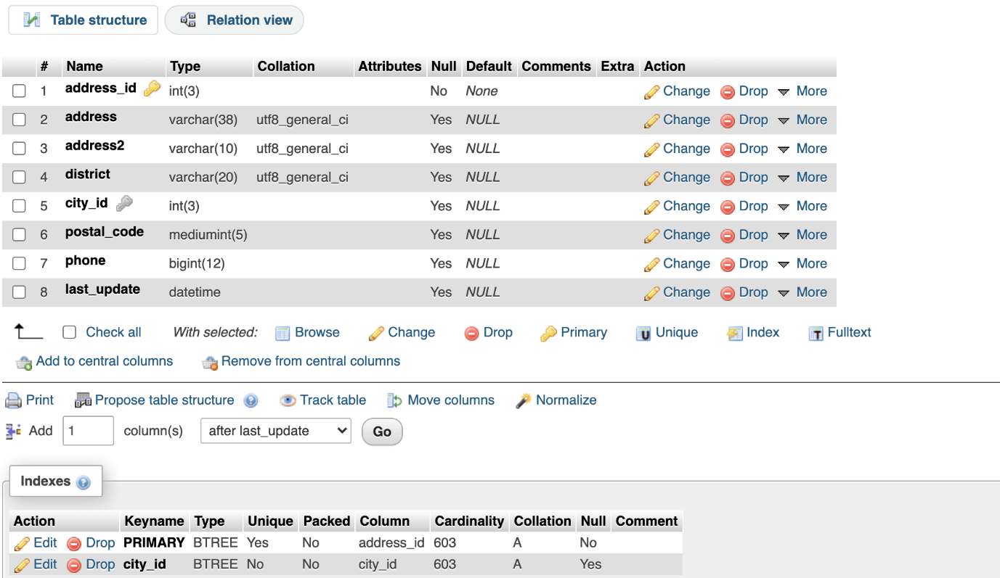 Table structure Relation view
# Name Type Collation Attributes Null Default Comments Extra Action
1 address_id int(3) No None Change Drop More
2 address varchar(38) utf8_general_ci Yes NULL Change Drop More
3 address2 varchar(10) utf8_general_ci Yes NULL Change Drop More
4 district varchar(20) utf8_general_ci Yes NULL Change Drop More
5 city_id int(3) Yes NULL Change Drop More
6 postal_code mediumint(5) Yes NULL Change Drop More
7 phone bigint(12) Yes NULL Change Drop More
8 last_update datetime Yes NULL Change Drop More
Check all With selected: Browse Change Drop Primary U Unique Index T Fulltext
Add to central columns Remove from central columns
Print Propose table structure ? Track table Move columns Normalize
Add 1 column(s) after last_update Go
Indexes ?
Action Keyname Type Unique Packed Column Cardinality Collation Null Comment
Edit Drop PRIMARY BTREE Yes No address_id 603 A No
Edit Drop city_id BTREE No No city_id 603 A Yes